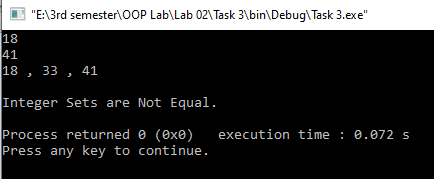 "E:\3rd semester\OOP Lab\Lab 02\Task 3\bin\Debug\Task 3.exe"
18
41
18 , 33 , 41
Integer Sets are Not Equal.
Process returned 0 (0x0)   execution time : 0.072 s
Press any key to continue.